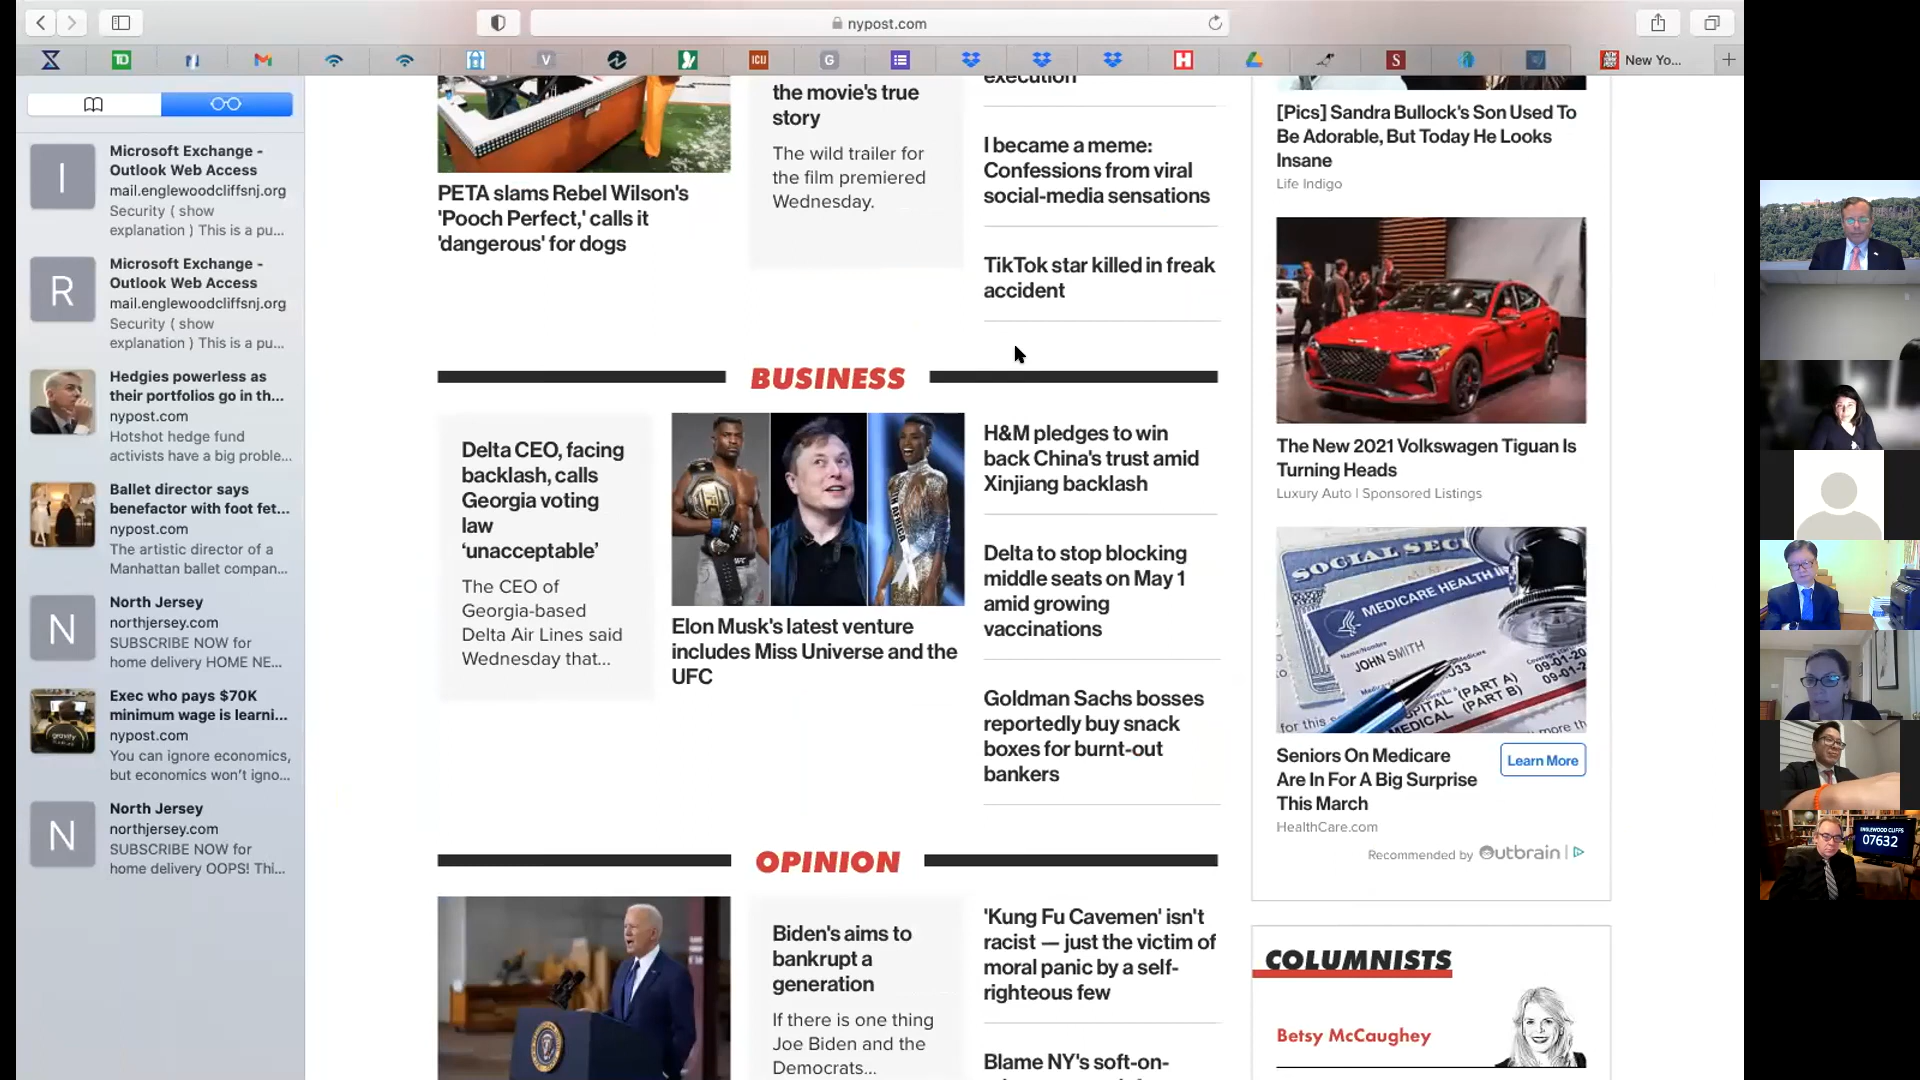 nypost.com
New Yo...
Microsoft Exchange -
Outlook Web Access
mail.englewoodcliffsnj.org
Security ( show
explanation ) This is a pu...
I
Microsoft Exchange -
Outlook Web Access
mail.englewoodcliffsnj.org
Security ( show
explanation ) This is a pu...
R
Hedgies powerless as
their portfolios go in th...
nypost.com
Hotshot hedge fund
activists have a big proble...
Ballet director says
benefactor with foot fet...
nypost.com
The artistic director of a
Manhattan ballet compan...
North Jersey
northjersey.com
SUBSCRIBE NOW for
home delivery HOME NE...
N
Exec who pays $70K
minimum wage is learni...
nypost.com
You can ignore economics,
but economics won't igno...
North Jersey
northjersey.com
SUBSCRIBE NOW for
home delivery OOPS! Thi...
N
PETA slams Rebel Wilson's
'Pooch Perfect,' calls it
'dangerous' for dogs
the movie's true
story
The wild trailer for
the film premiered
Wednesday.
execution
I became a meme:
Confessions from viral
social-media sensations
TikTok star killed in freak
accident
BUSINESS
Delta CEO, facing
backlash, calls
Georgia voting
law
‘unacceptable’
The CEO of
Georgia-based
Delta Air Lines said
Wednesday that...
Elon Musk's latest venture
includes Miss Universe and the
UFC
H&M pledges to win
back China's trust amid
Xinjiang backlash
Delta to stop blocking
middle seats on May 1
amid growing
vaccinations
Goldman Sachs bosses
reportedly buy snack
boxes for burnt-out
bankers
OPINION
Biden's aims to
bankrupt a
generation
If there is one thing
Joe Biden and the
Democrats...
'Kung Fu Cavemen' isn't
racist — just the victim of
moral panic by a self-
righteous few
Blame NY's soft-on-
[Pics] Sandra Bullock's Son Used To
Be Adorable, But Today He Looks
Insane
Life Indigo
The New 2021 Volkswagen Tiguan Is
Turning Heads
Luxury Auto | Sponsored Listings
SOCIAL SEC
MEDICARE HEALTH
JOHN SMITH
(PART A)
(PART B)
Seniors On Medicare
Are In For A Big Surprise
This March
Learn More
HealthCare.com
Recommended by Outbrain
COLUMNISTS
Betsy McCaughey
ENGLEWOOD CLIFFS
07632